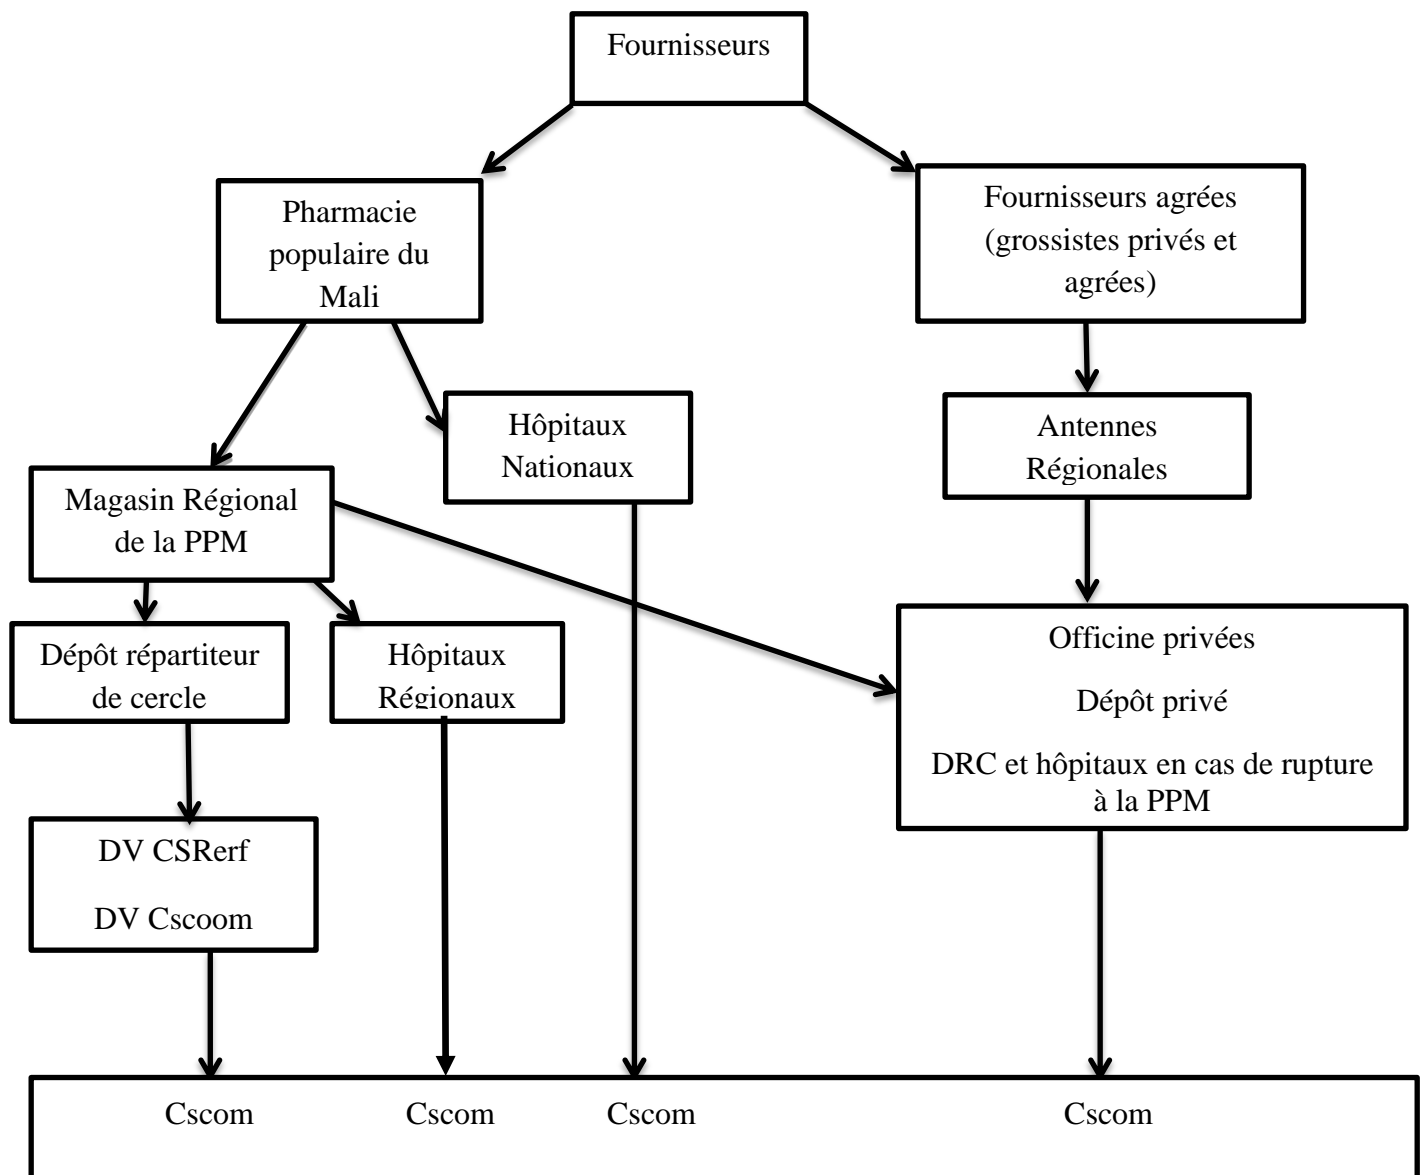 Fournisseurs
Pharmacie
populaire du
Mali
Fournisseurs agrées
(grossistes privés et
agrées)
Hôpitaux
Nationaux
Antennes
Régionales
Magasin Régional
de la PPM
Dépôt répartiteur
de cercle
Hôpitaux
Régionaux
Officine privées
Dépôt privé
DRC et hôpitaux en cas de rupture
à la PPM
DV CSRerf
DV Cscoom
Cscom Cscom Cscom Cscom